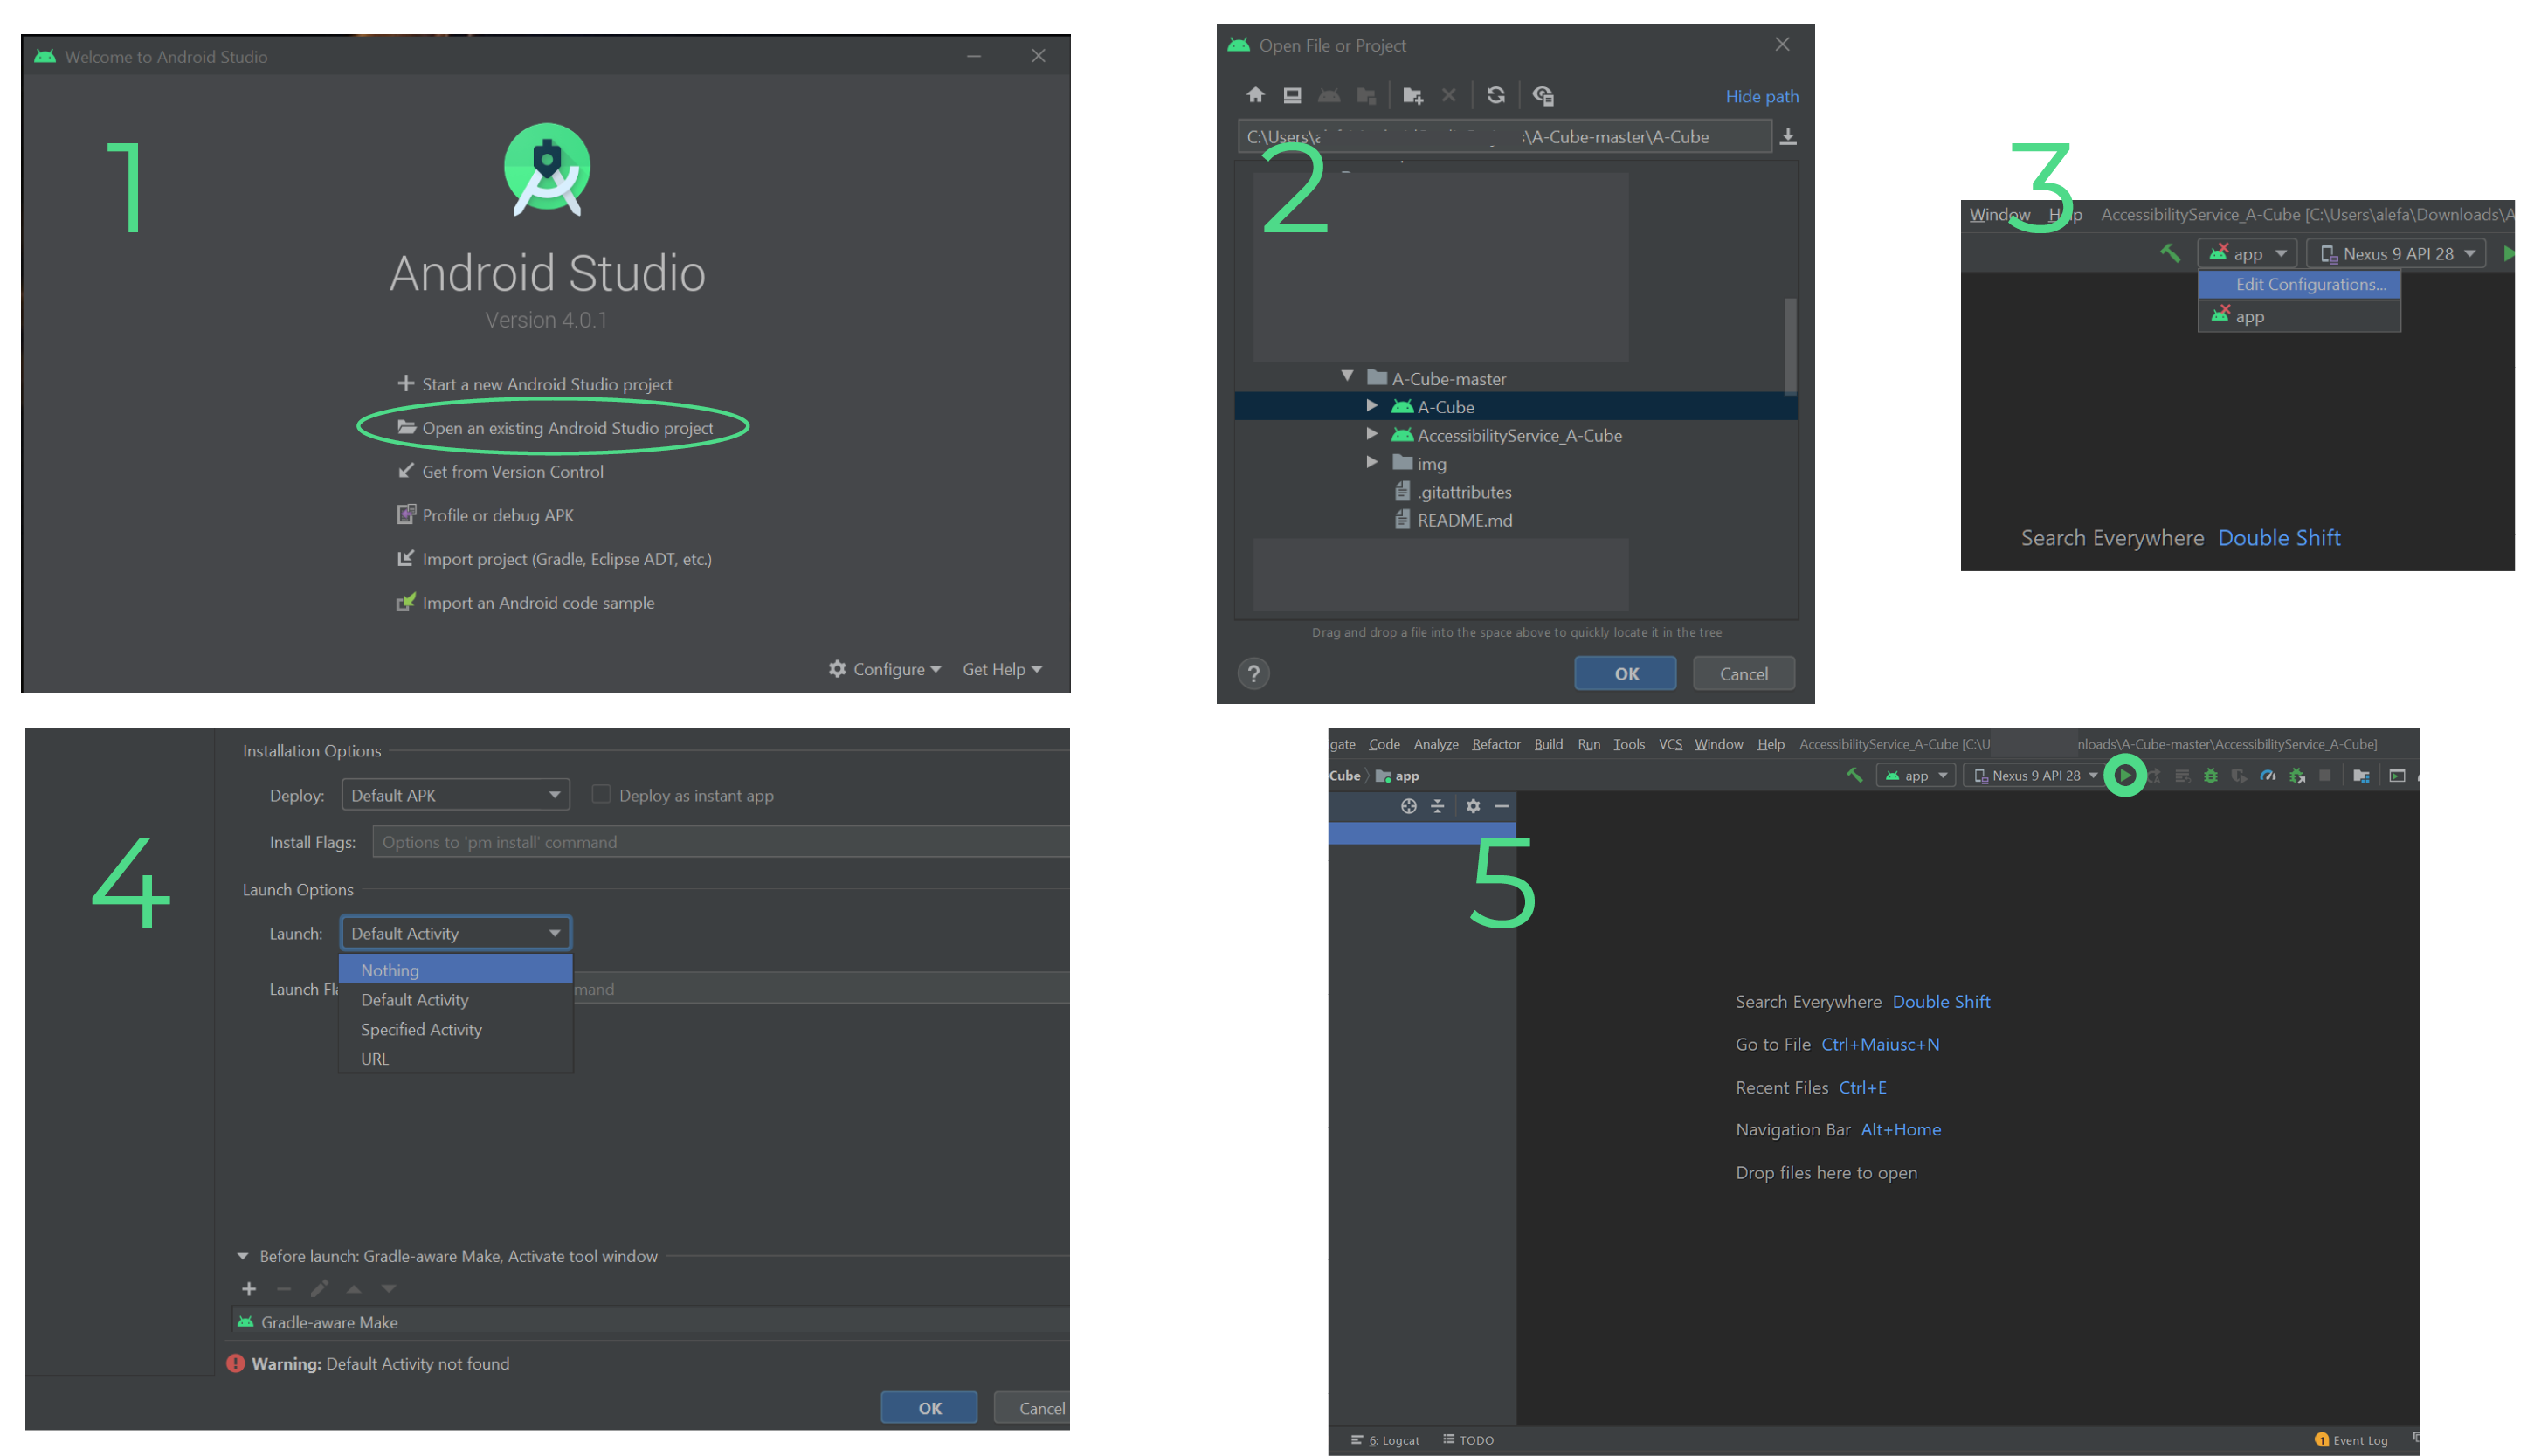 1
Welcome to Android Studio
Android Studio
Version 4.0.1
Start a new Android Studio project
Open an existing Android Studio project
Get from Version Control
Profile or debug APK
Import project (Gradle, Eclipse ADT, etc.)
Import an Android code sample
Configure
Get Help
2
Open File or Project
Hide path
C:\Users\a \A-Cube-master\A-Cube
A-Cube-master
A-Cube
AccessibilityService_A-Cube
img
.gitattributes
README.md
Drag and drop a file into the space above to quickly locate it in the tree
?
OK
Cancel
3
Window Help AccessibilityService_A-Cube [C:\Users\alefa\Downloads\A
app
Nexus 9 API 28
Edit Configurations...
app
Search Everywhere Double Shift
4
Installation Options
Deploy: Default APK
Deploy as instant app
Install Flags: Options to 'pm install' command
Launch Options
Launch: Default Activity
Nothing
Launch Fla mand
Default Activity
Specified Activity
URL
Before launch: Gradle-aware Make, Activate tool window
Gradle-aware Make
Warning: Default Activity not found
OK
Cancel
5
igate Code Analyze Refactor Build Run Tools VCS Window Help AccessibilityService_A-Cube [C:\U nloads\A-Cube-master\AccessibilityService_A-Cube]
Cube app
app
Nexus 9 API 28
Search Everywhere Double Shift
Go to File Ctrl+Maiusc+N
Recent Files Ctrl+E
Navigation Bar Alt+Home
Drop files here to open
6: Logcat
TODO
1 Event Log